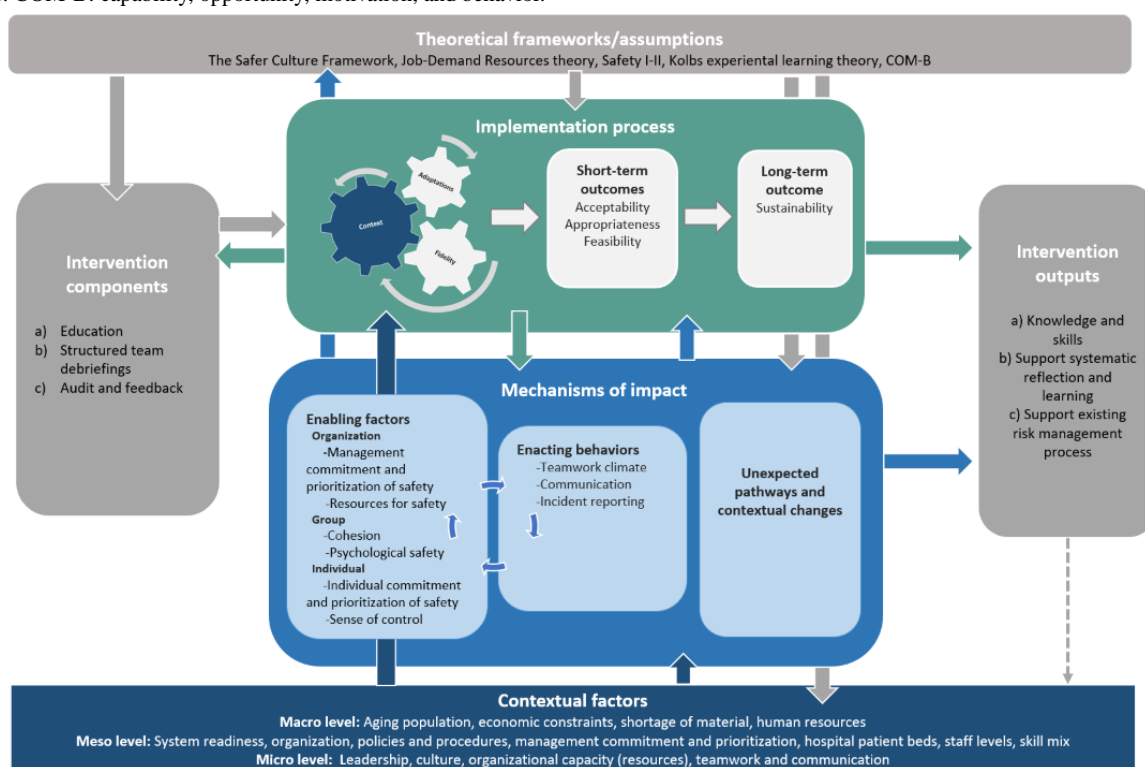 COM-B: capability, opportunity, motivation, and behavior.
Theoretical frameworks/assumptions
The Safer Culture Framework, Job-Demand Resources theory, Safety I-II, Kolbs experiental learning theory, COM-B
Implementation process
Adaptations
Context
Fidelity
Short-term
outcomes
Acceptability
Appropriateness
Feasibility
Long-term
outcome
Sustainability
Intervention
components
a) Education
b) Structured team
debriefings
c) Audit and feedback
Intervention
outputs
a) Knowledge and
skills
b) Support systematic
reflection and
learning
c) Support existing
risk management
process
Mechanisms of impact
Enabling factors
Organization
-Management
commitment and
prioritization of safety
-Resources for safety
Group
-Cohesion
-Psychological safety
Individual
-Individual commitment
and prioritization of safety
-Sense of control
Enacting behaviors
-Teamwork climate
-Communication
-Incident reporting
Unexpected
pathways and
contextual changes
Contextual factors
Macro level: Aging population, economic constraints, shortage of material, human resources
Meso level: System readiness, organization, policies and procedures, management commitment and prioritization, hospital patient beds, staff levels, skill mix
Micro level: Leadership, culture, organizational capacity (resources), teamwork and communication